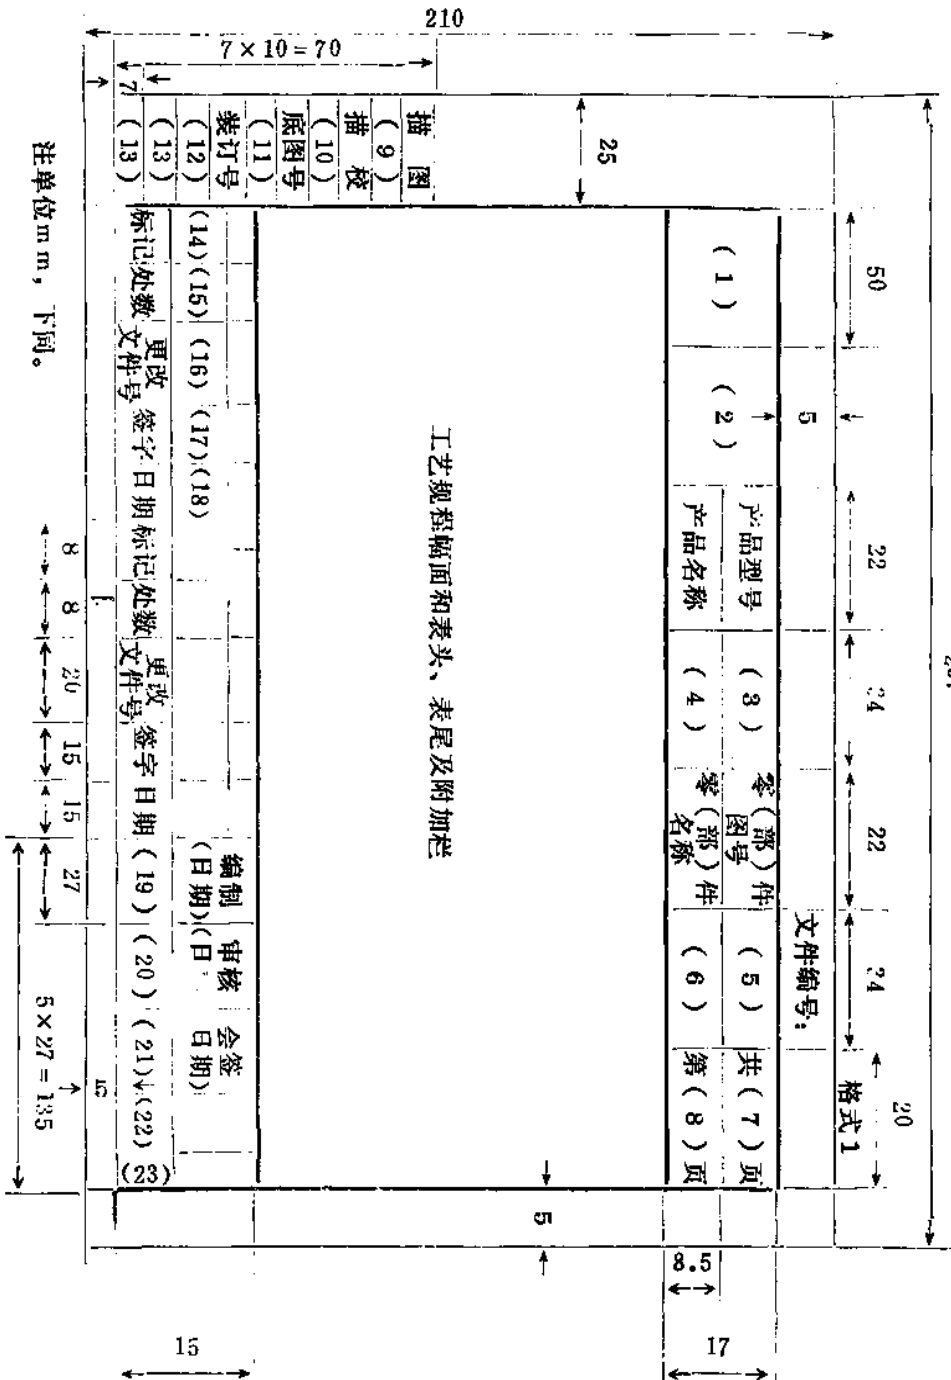 210
7×10=70
7
25
描 图
(9)
描 校
(10)
底图号
(11)
装订号
(12)
(13)
(13)
注单位mm，下同。
格式1
文件编号:
50
22
34
22
34
20
5
(1)
(2)
产品型号
(3)
零(部)件
图号
(5)
共(7)页
产品名称
(4)
零(部)件
名称
(6)
第(8)页
工艺规程幅面和表头、表尾及附加栏
(14)(15) (16) (17)(18)
编制
(日期)
审核
(日
会签
日期)
标记 处数 更改
文件号 签字 日期 标记 处数 更改
文件号 签字 日期 (19) (20) (21) (22)
(23)
8
8
20
15
15
27
5×27=135
5
5
8.5
15
17